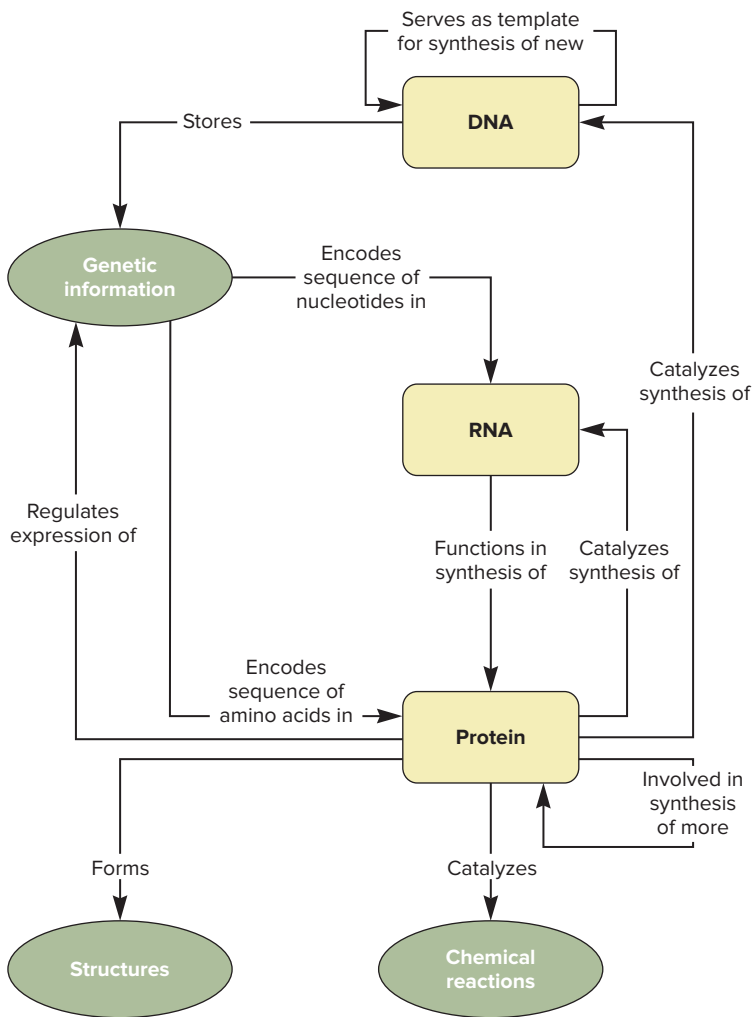 Serves as template
for synthesis of new
DNA
Stores
Genetic
information
Encodes
sequence of
nucleotides in
Catalyzes
synthesis of
RNA
Regulates
expression of
Functions in
synthesis of
Catalyzes
synthesis of
Encodes
sequence of
amino acids in
Protein
Involved in
synthesis
of more
Forms
Catalyzes
Structures
Chemical
reactions